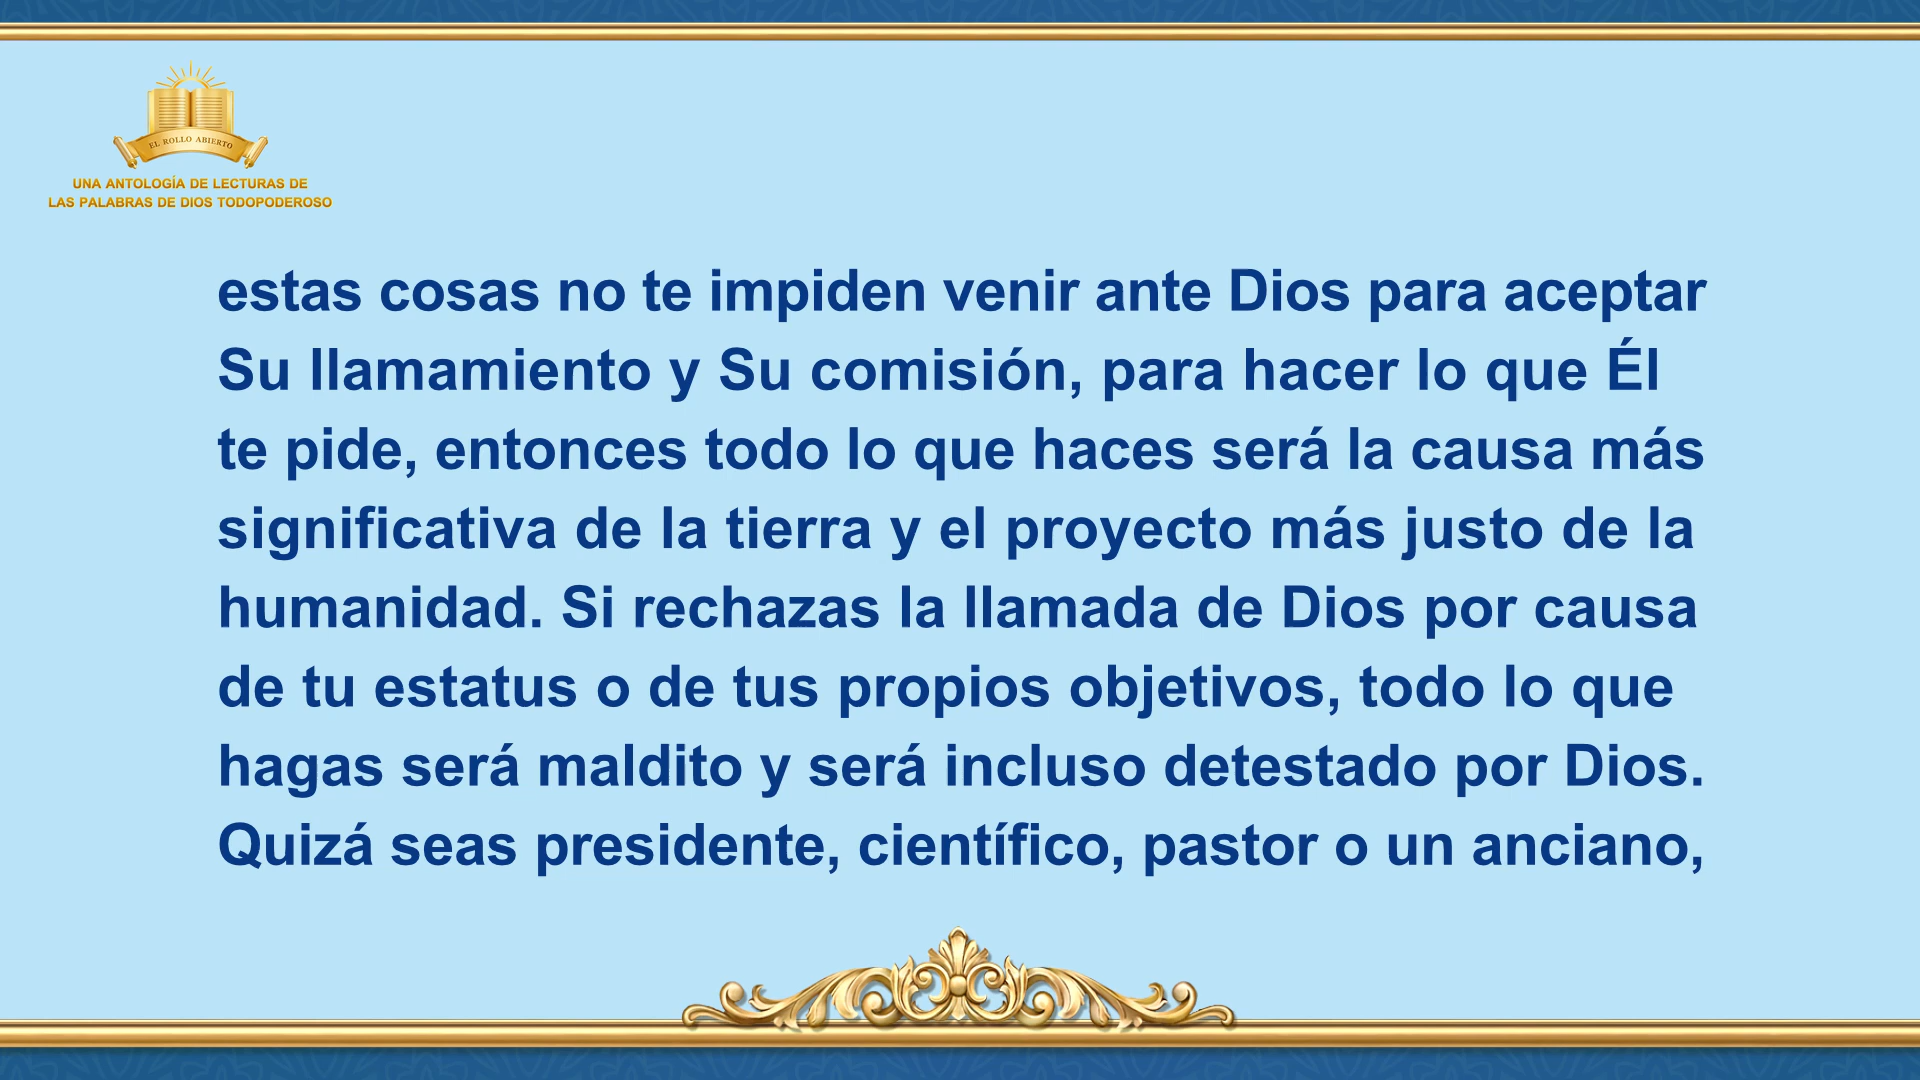 EL ROLLO ABIERTO
UNA ANTOLOGÍA DE LECTURAS DE
LAS PALABRAS DE DIOS TODOPODEROSO
estas cosas no te impiden venir ante Dios para aceptar
Su llamamiento y Su comisión, para hacer lo que Él
te pide, entonces todo lo que haces será la causa más
significativa de la tierra y el proyecto más justo de la
humanidad. Si rechazas la llamada de Dios por causa
de tu estatus o de tus propios objetivos, todo lo que
hagas será maldito y será incluso detestado por Dios.
Quizá seas presidente, científico, pastor o un anciano,